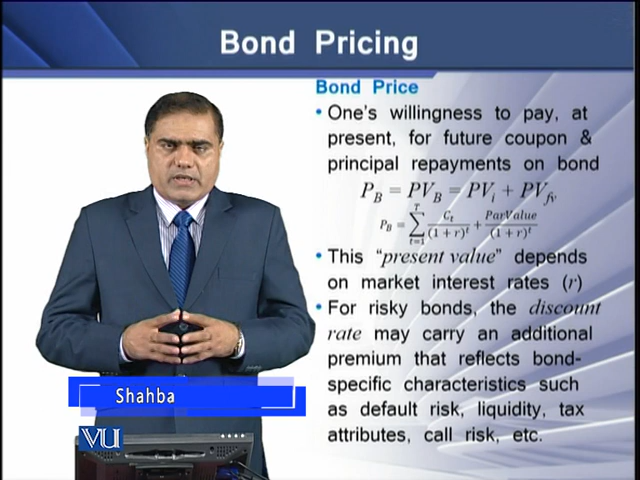 Bond Pricing
Bond Price
• One's willingness to pay, at
present, for future coupon &
principal repayments on bond
P_B = PV_B = PV_i + PV_fv
P_B = ∑_{t=1}^{T} C_t/(1+r)^t + ParValue/(1+r)^t
• This "present value" depends
on market interest rates (r)
• For risky bonds, the discount
rate may carry an additional
premium that reflects bond-
specific characteristics such
as default risk, liquidity, tax
attributes, call risk, etc.
Shahba
VU